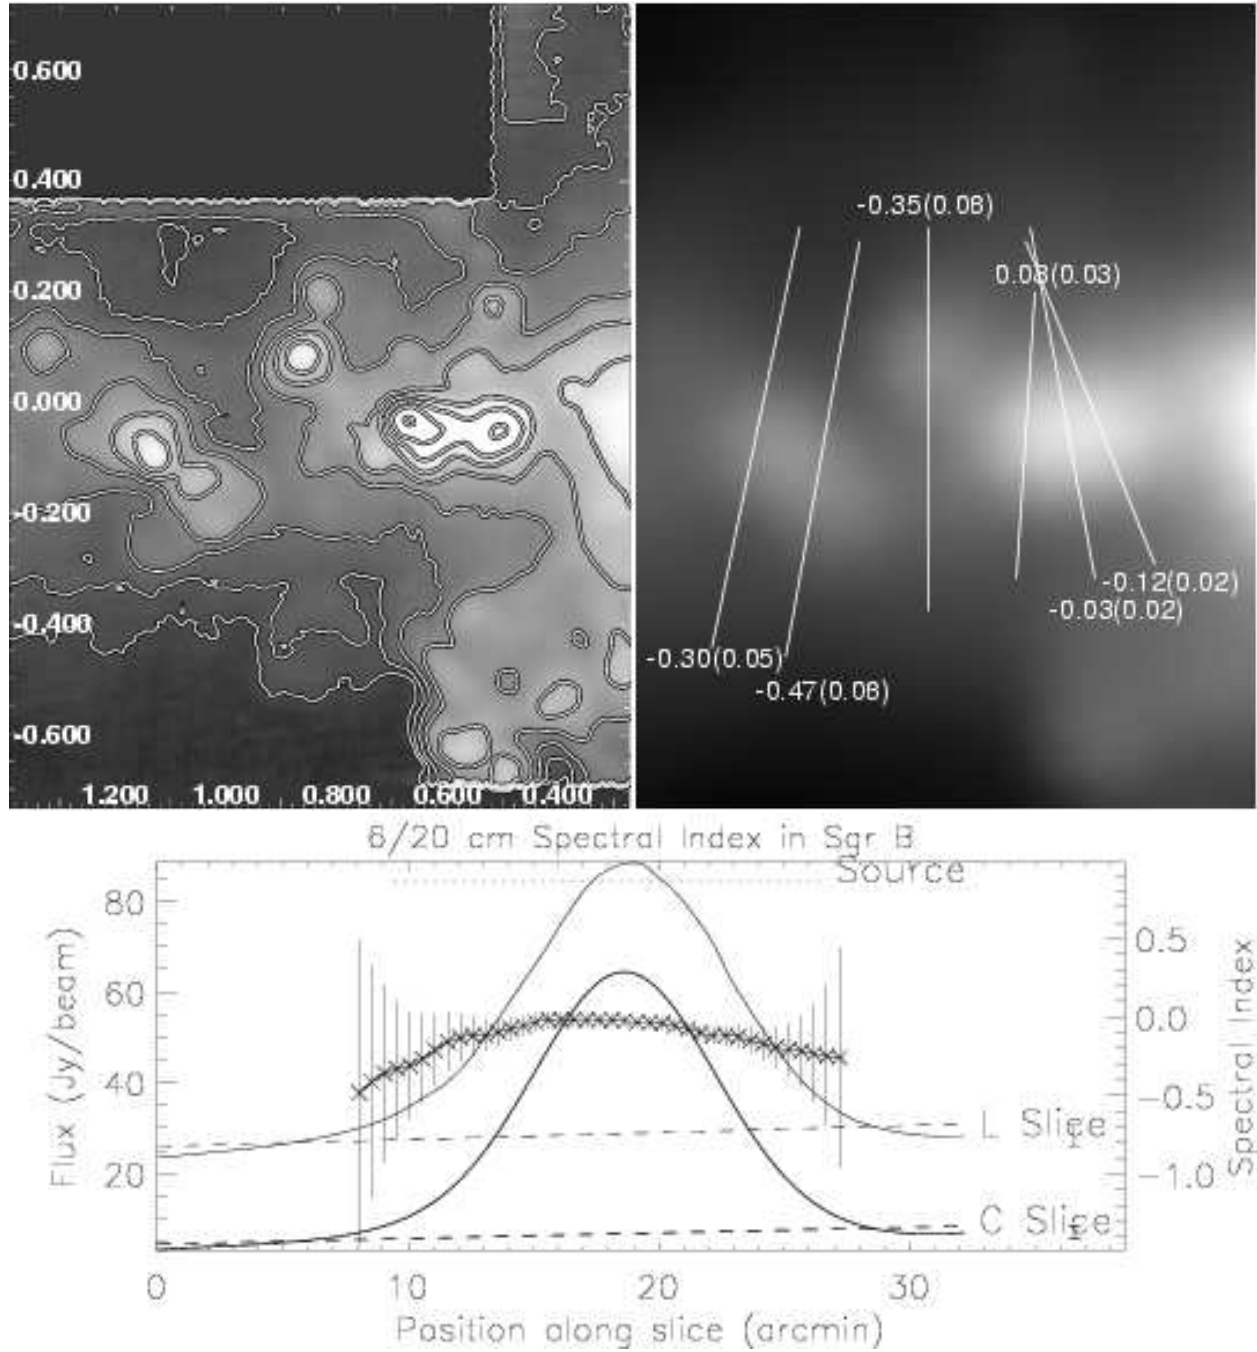 0.600
0.400
0.200
0.000
-0.200
-0.400
-0.600
1.200 1.000 0.800 0.600 0.400
-0.35(0.08)
0.08(0.03)
-0.12(0.02)
-0.03(0.02)
-0.30(0.05)
-0.47(0.08)
6/20 cm Spectral Index in Sgr B
Source
80
60
40
20
Flux (Jy/beam)
0.5
0.0
-0.5
-1.0
Spectral Index
L Slice
C Slice
0 10 20 30
Position along slice (arcmin)